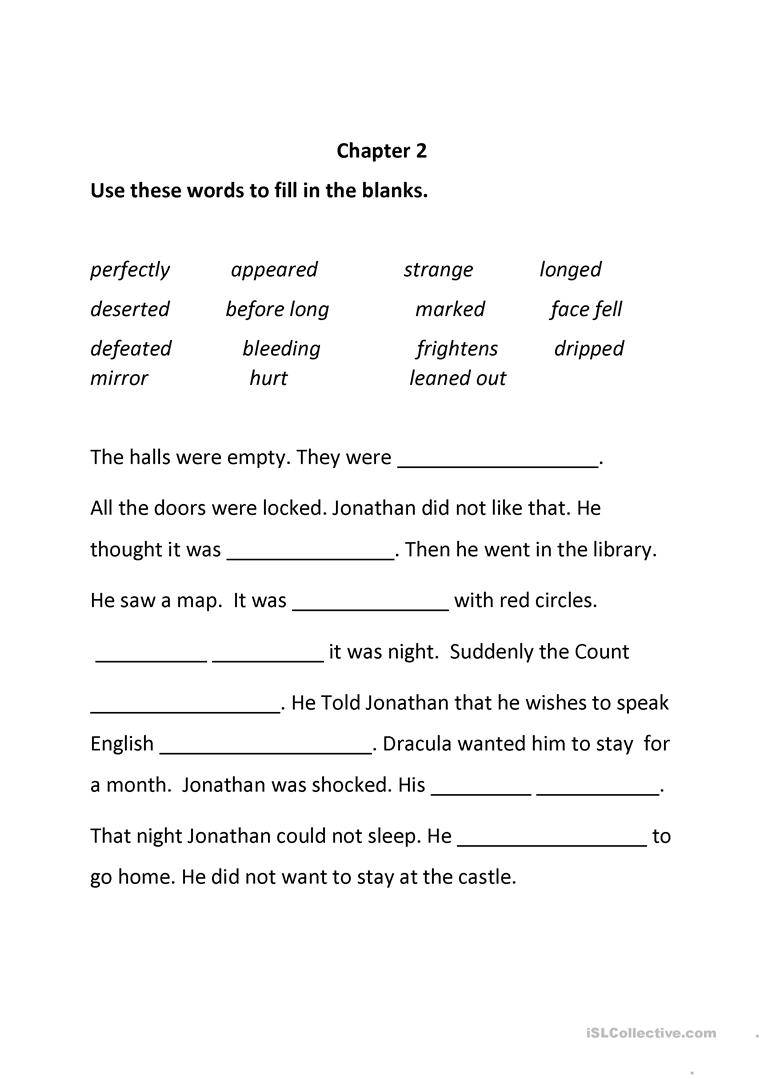 Chapter 2
Use these words to fill in the blanks.
perfectly appeared strange longed
deserted before long marked face fell
defeated bleeding frightens dripped
mirror hurt leaned out
The halls were empty. They were __________________.
All the doors were locked. Jonathan did not like that. He
thought it was _______________. Then he went in the library.
He saw a map.  It was ______________ with red circles.
__________ __________ it was night.  Suddenly the Count
_________________. He Told Jonathan that he wishes to speak
English ___________________. Dracula wanted him to stay  for
a month.  Jonathan was shocked. His _________ ___________.
That night Jonathan could not sleep. He _________________ to
go home. He did not want to stay at the castle.
iSLCollective.com